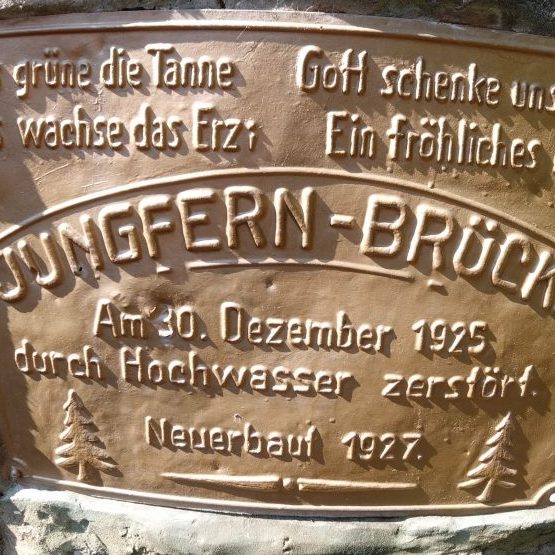 grüne die Tanne
wachse das Erz;
Gott schenke uns
Ein fröhliches
JUNGFERN-BRÜCK
Am 30. Dezember 1925
durch Hochwasser zerstört.
Neuerbaut 1927.